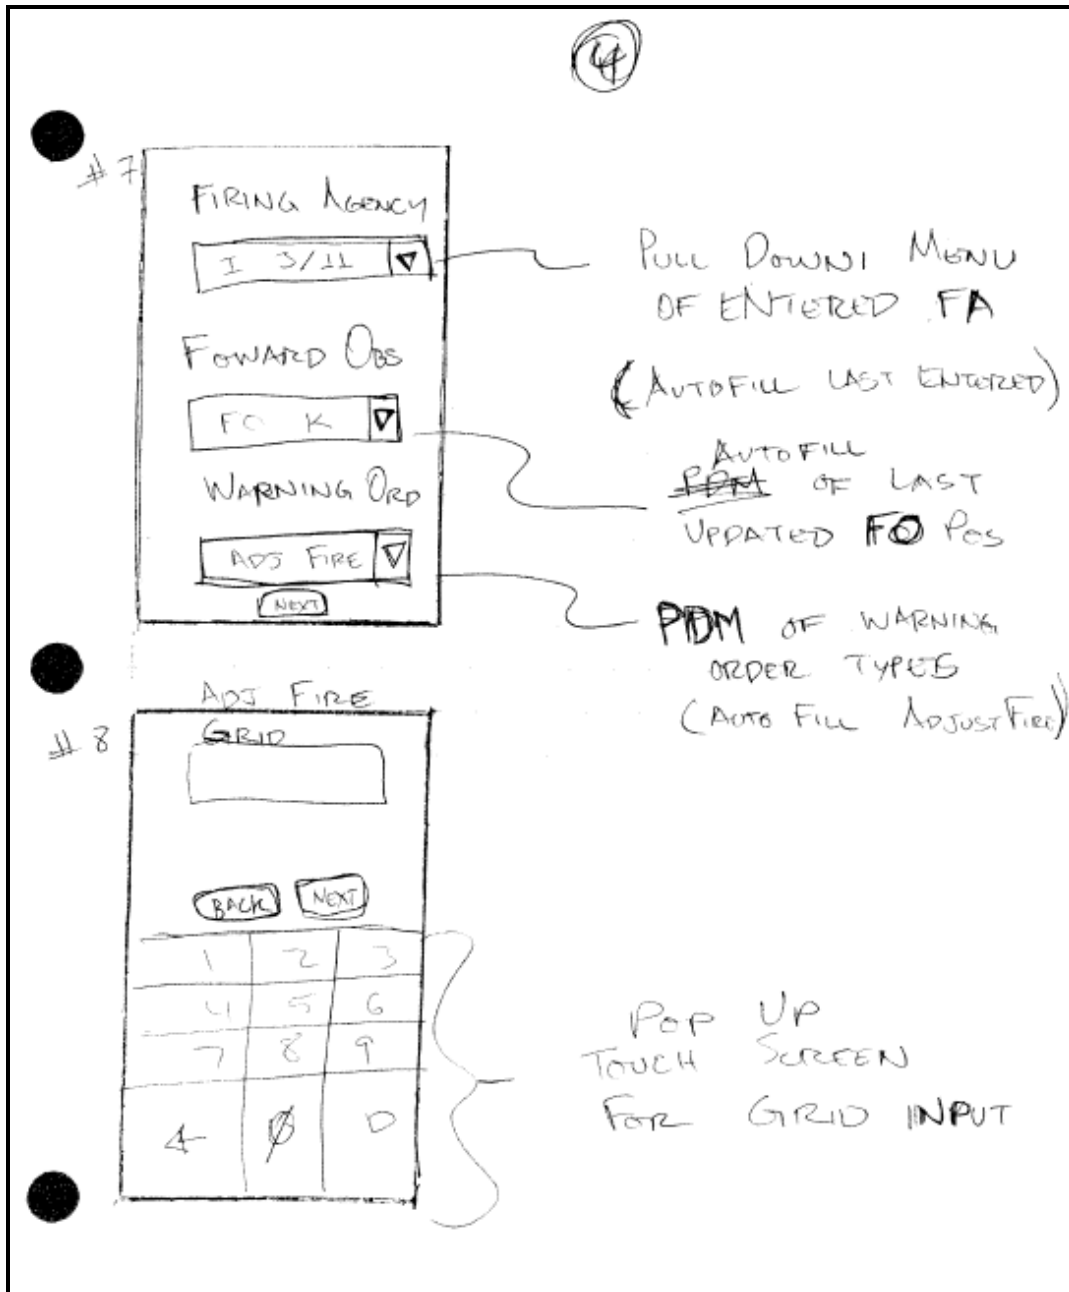 4
#7
FIRING AGENCY
I 3/11
PULL DOWN MENU
OF ENTERED FA
(AUTOFILL LAST ENTERED)
FOWARD OBS
FO K
AUTOFILL
PDM OF LAST
UPDATED FO POS
WARNING ORD
ADJ FIRE
NEXT
PDM OF WARNING
ORDER TYPES
(AUTO FILL ADJUST FIRE)
#8
ADJ FIRE
GRID
BACK NEXT
1 2 3
4 5 6
7 8 9
← Ø D
POP UP
TOUCH SCREEN
FOR GRID INPUT